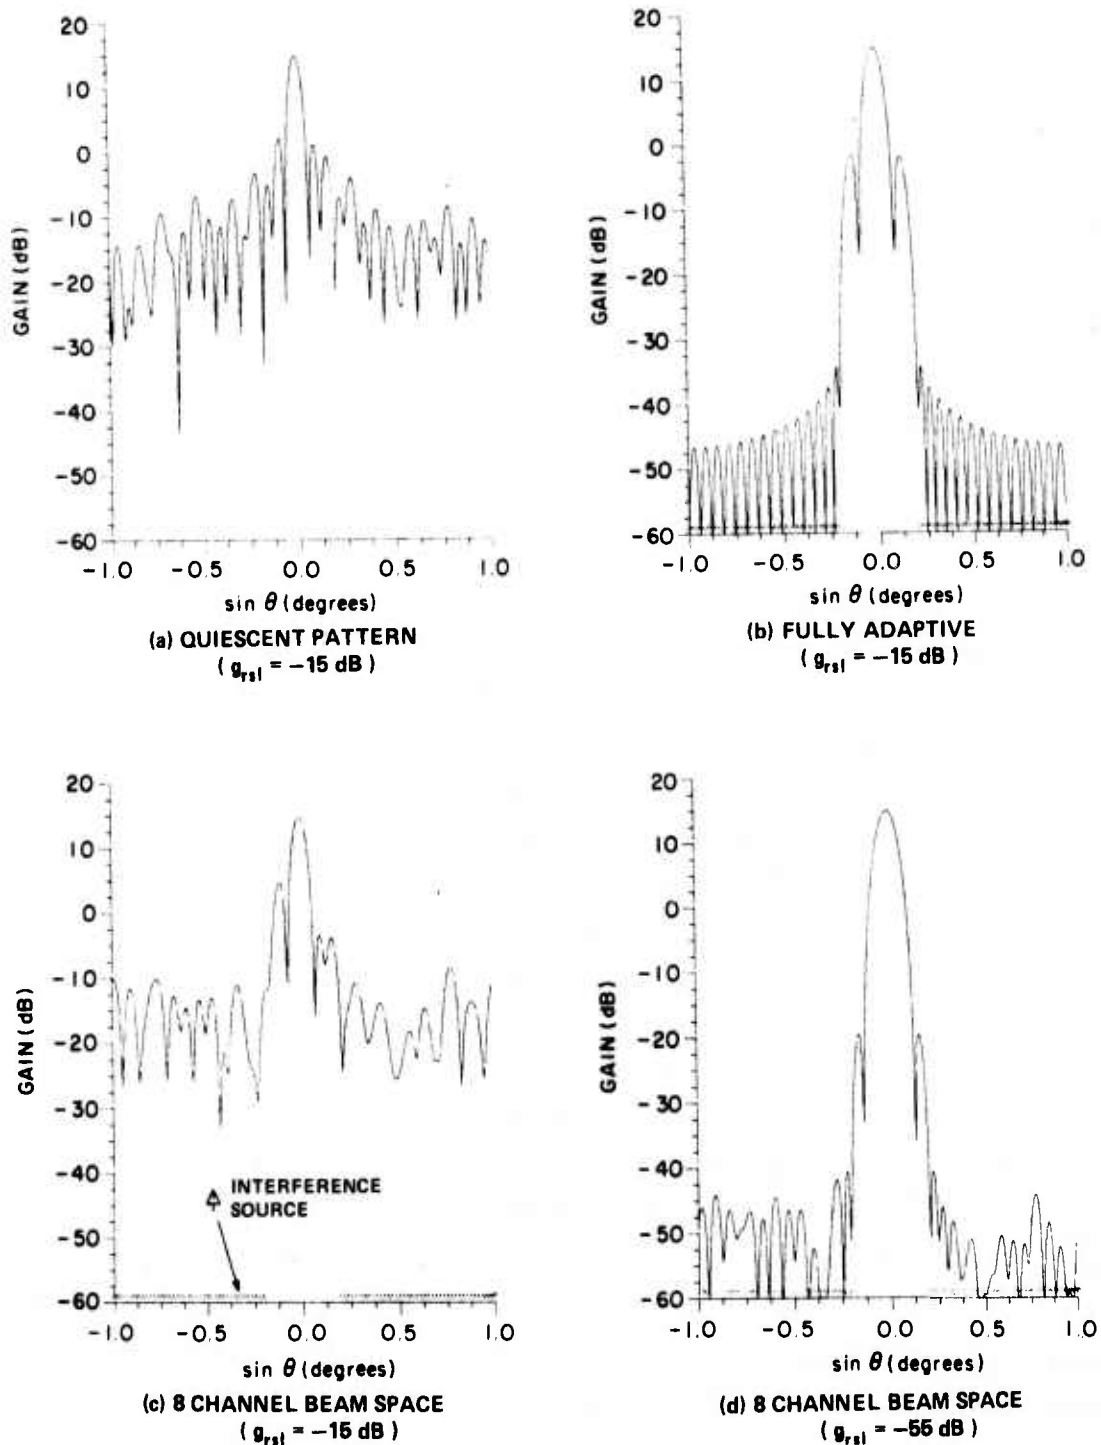 20
10
0
−10
−20
−30
−40
−50
−60
GAIN (dB)
−1.0 −0.5 0.0 0.5 1.0
sin θ (degrees)
(a) QUIESCENT PATTERN
( g_rsl = −15 dB )
20
10
0
−10
−20
−30
−40
−50
−60
GAIN (dB)
−1.0 −0.5 0.0 0.5 1.0
sin θ (degrees)
(b) FULLY ADAPTIVE
( g_rsl = −15 dB )
20
10
0
−10
−20
−30
−40
−50
−60
GAIN (dB)
INTERFERENCE
SOURCE
−1.0 −0.5 0.0 0.5 1.0
sin θ (degrees)
(c) 8 CHANNEL BEAM SPACE
( g_rsl = −15 dB )
20
10
0
−10
−20
−30
−40
−50
−60
GAIN (dB)
−1.0 −0.5 0.0 0.5 1.0
sin θ (degrees)
(d) 8 CHANNEL BEAM SPACE
( g_rsl = −55 dB )